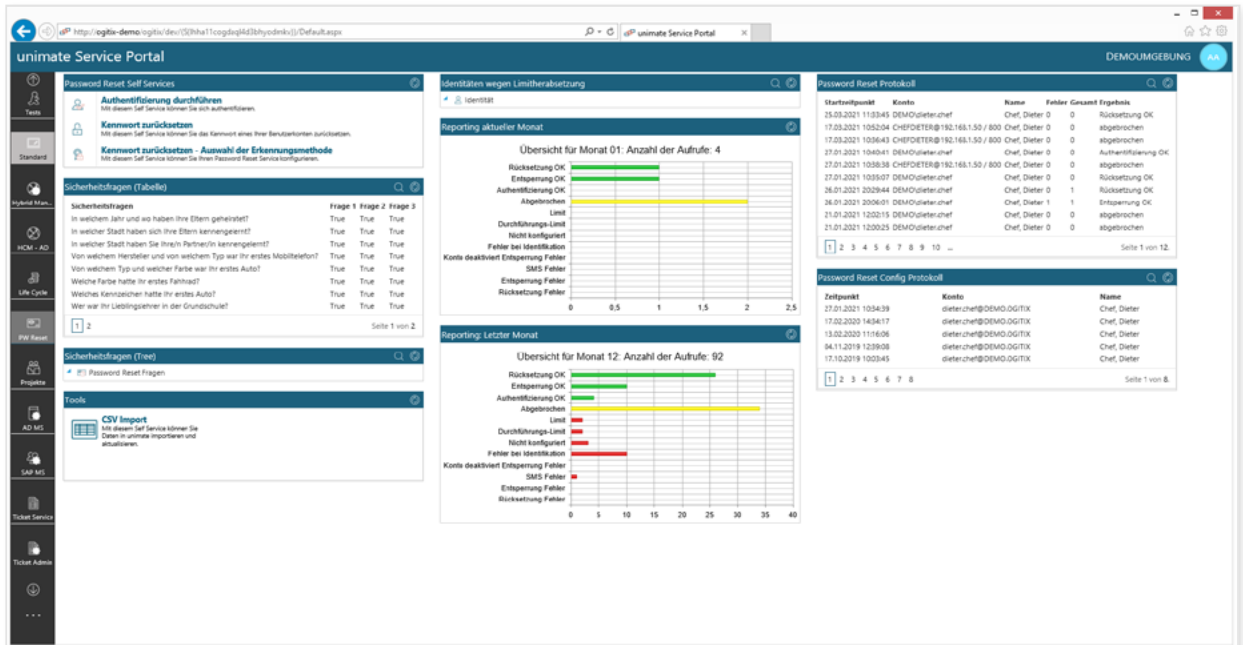 unimate Service Portal
unimate Service Portal
DEMOUMGEBUNG
AA
Tests
Standard
Hybrid Man...
HCM - AD
Life Cycle
PW Reset
Projekte
AD MS
SAP MS
Ticket Service
Ticket Admin
...
Password Reset Self Services
Authentifizierung durchführen
Mit diesem Self Service können Sie sich authentifizieren.
Kennwort zurücksetzen
Mit diesem Self Service können Sie das Kennwort eines Ihrer Benutzerkonten zurücksetzen.
Kennwort zurücksetzen - Auswahl der Erkennungsmethode
Mit diesem Self Service können Sie Ihren Password Reset Service konfigurieren.
Sicherheitsfragen (Tabelle)
Sicherheitsfragen Frage 1 Frage 2 Frage 3
In welchem Jahr und wo haben Ihre Eltern geheiratet? True True True
In welcher Stadt haben sich Ihre Eltern kennengelernt? True True True
In welcher Stadt haben Sie Ihre/n Partner/in kennengelernt? True True True
Von welchem Hersteller und von welchem Typ war Ihr erstes Mobiltelefon? True True True
Von welchem Typ und welcher Farbe war Ihr erstes Auto? True True True
Welche Farbe hatte Ihr erstes Fahrrad? True True True
Welches Kennzeichen hatte Ihr erstes Auto? True True True
Wer war Ihr Lieblingslehrer in der Grundschule? True True True
1 2 Seite 1 von 2.
Sicherheitsfragen (Tree)
Password Reset Fragen
Tools
CSV Import
Mit diesem Self Service können Sie
Daten in unimate importieren und
aktualisieren.
Identitäten wegen Limitherabsetzung
Identität
Reporting aktueller Monat
Übersicht für Monat 01: Anzahl der Aufrufe: 4
Rücksetzung OK
Entsperrung OK
Authentifizierung OK
Abgebrochen
Limit
Durchführungs-Limit
Nicht konfiguriert
Fehler bei Identifikation
Konto deaktiviert Entsperrung Fehler
SMS Fehler
Entsperrung Fehler
Rücksetzung Fehler
0 0,5 1 1,5 2 2,5
Reporting: Letzter Monat
Übersicht für Monat 12: Anzahl der Aufrufe: 92
Rücksetzung OK
Entsperrung OK
Authentifizierung OK
Abgebrochen
Limit
Durchführungs-Limit
Nicht konfiguriert
Fehler bei Identifikation
Konto deaktiviert Entsperrung Fehler
SMS Fehler
Entsperrung Fehler
Rücksetzung Fehler
0 5 10 15 20 25 30 35 40
Password Reset Protokoll
Startzeitpunkt Konto Name Fehler Gesamt Ergebnis
25.03.2021 11:33:45 DEMO\dieter.chef Chef, Dieter 0 0 Rücksetzung OK
17.03.2021 10:52:04 CHEFDIETER@192.168.1.50 / 800 Chef, Dieter 0 0 abgebrochen
17.03.2021 10:36:43 CHEFDIETER@192.168.1.50 / 800 Chef, Dieter 0 0 abgebrochen
27.01.2021 10:40:41 DEMO\dieter.chef Chef, Dieter 0 0 Authentifizierung OK
27.01.2021 10:38:38 CHEFDIETER@192.168.1.50 / 800 Chef, Dieter 0 0 abgebrochen
27.01.2021 10:35:07 DEMO\dieter.chef Chef, Dieter 0 0 Rücksetzung OK
26.01.2021 20:29:44 DEMO\dieter.chef Chef, Dieter 0 1 Rücksetzung OK
26.01.2021 20:06:01 DEMO\dieter.chef Chef, Dieter 1 1 Entsperrung OK
21.01.2021 12:02:15 DEMO\dieter.chef Chef, Dieter 0 0 abgebrochen
21.01.2021 12:00:25 DEMO\dieter.chef Chef, Dieter 0 0 abgebrochen
1 2 3 4 5 6 7 8 9 10 ... Seite 1 von 12.
Password Reset Config Protokoll
Zeitpunkt Konto Name
27.01.2021 10:34:39 dieter.chef@DEMO.OGITIX Chef, Dieter
17.02.2020 14:34:17 dieter.chef@DEMO.OGITIX Chef, Dieter
13.02.2020 11:16:06 dieter.chef@DEMO.OGITIX Chef, Dieter
04.11.2019 12:39:08 dieter.chef@DEMO.OGITIX Chef, Dieter
17.10.2019 10:03:45 dieter.chef@DEMO.OGITIX Chef, Dieter
1 2 3 4 5 6 7 8 Seite 1 von 8.